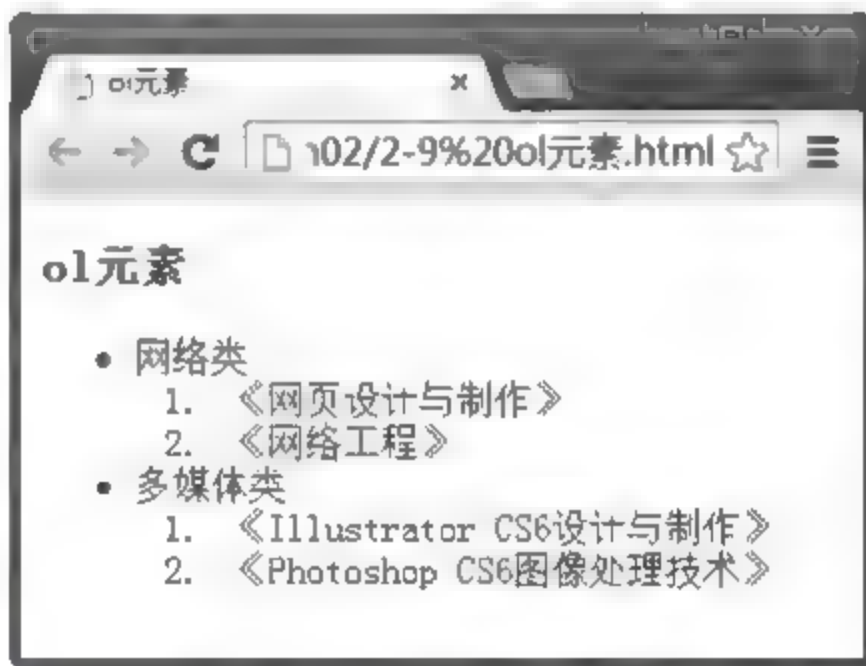 ol元素
102/2-9%20ol元素.html
ol元素
• 网络类
1. 《网页设计与制作》
2. 《网络工程》
• 多媒体类
1. 《Illustrator CS6设计与制作》
2. 《Photoshop CS6图像处理技术》